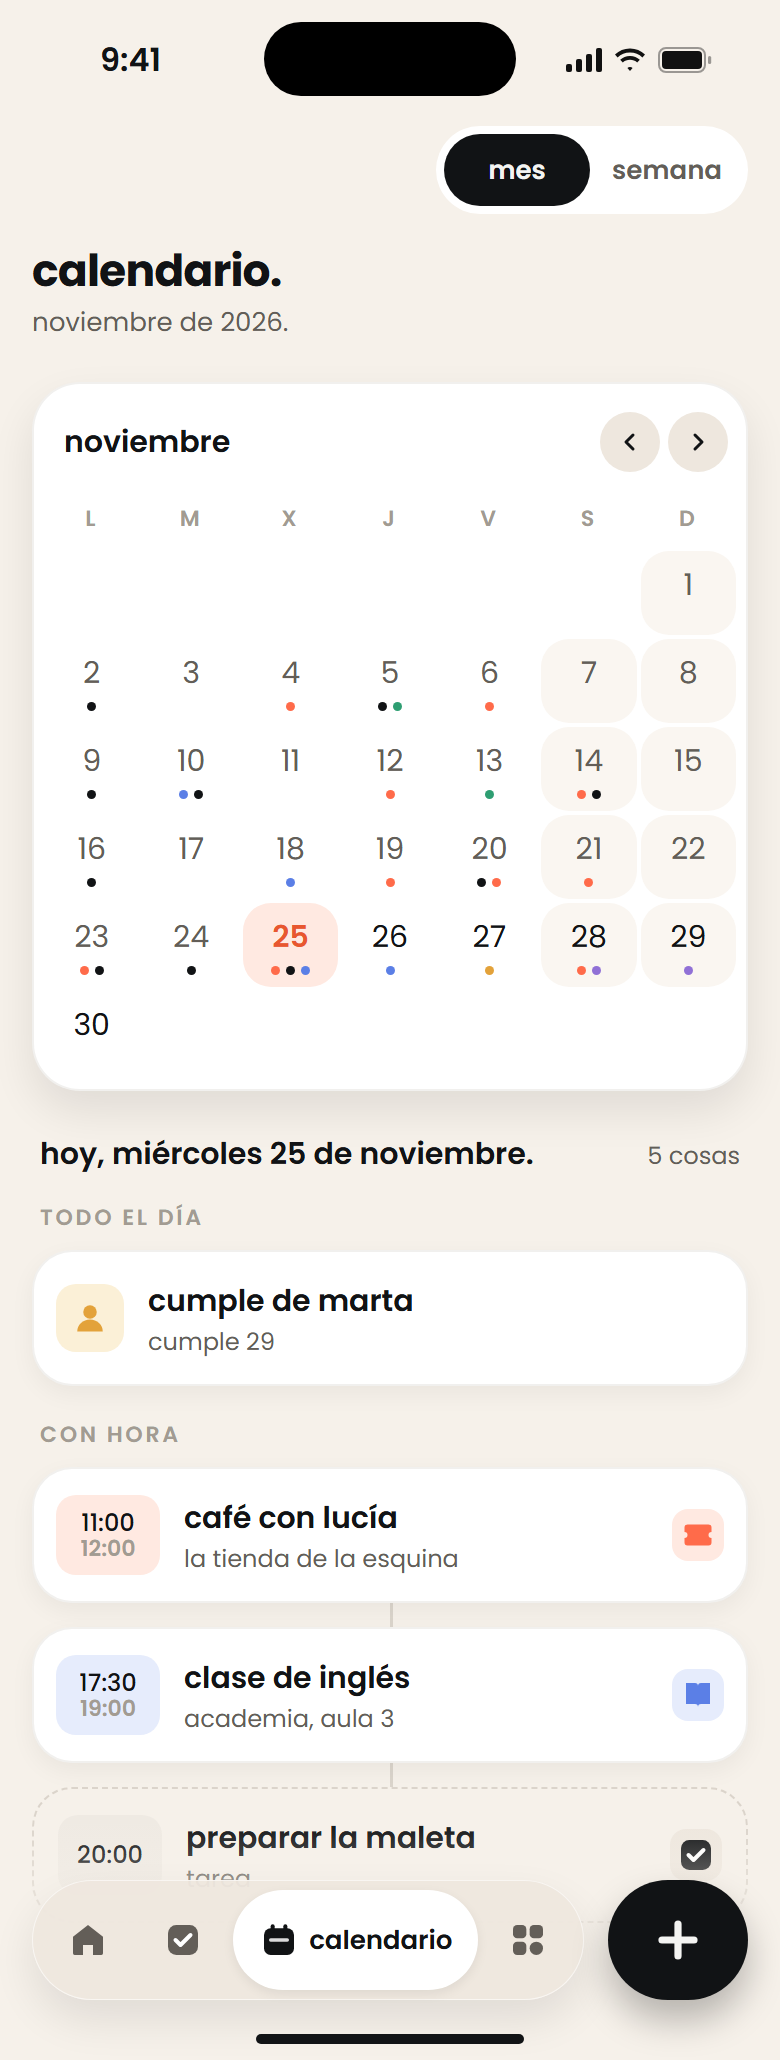 9:41
mes semana
calendario.
noviembre de 2026.
noviembre
L M X J V S D
1
2 3 4 5 6 7 8
9 10 11 12 13 14 15
16 17 18 19 20 21 22
23 24 25 26 27 28 29
30
hoy, miércoles 25 de noviembre. 5 cosas
TODO EL DÍA
cumple de marta
cumple 29
CON HORA
11:00
12:00
café con lucía
la tienda de la esquina
17:30
19:00
clase de inglés
academia, aula 3
20:00
preparar la maleta
tarea
calendario